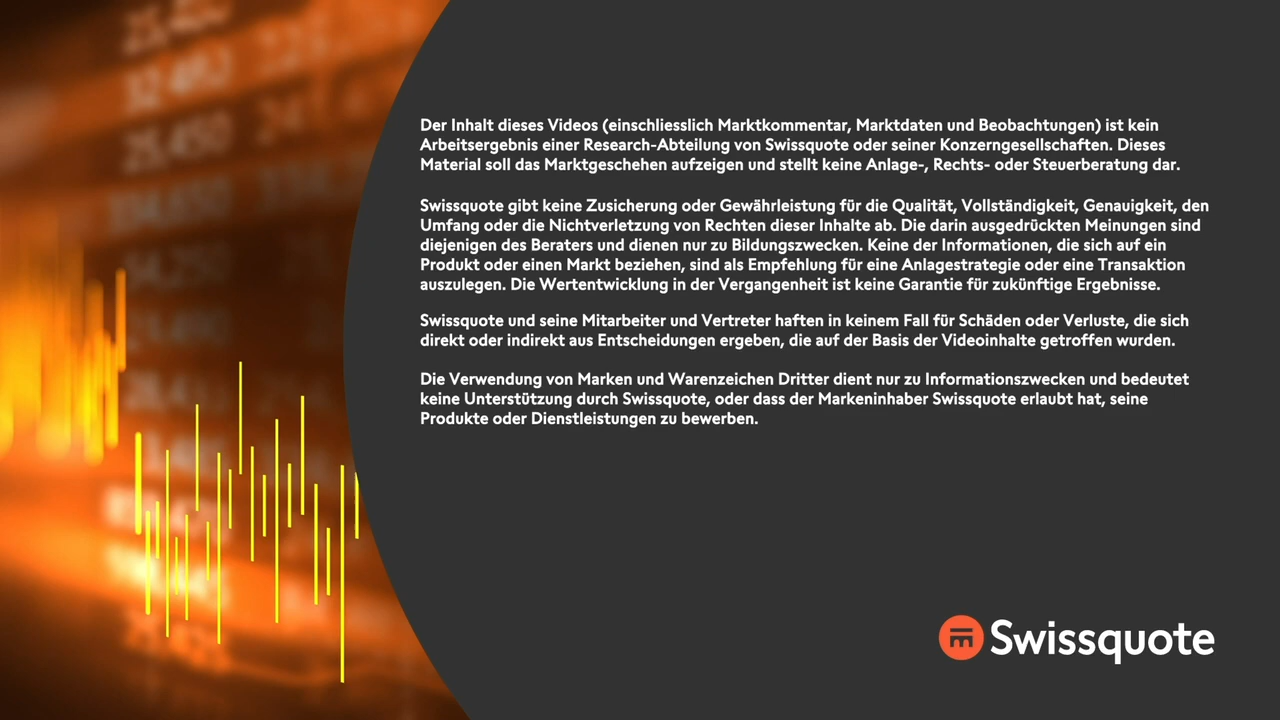 Der Inhalt dieses Videos (einschliesslich Marktkommentar, Marktdaten und Beobachtungen) ist kein
Arbeitsergebnis einer Research-Abteilung von Swissquote oder seiner Konzerngesellschaften. Dieses
Material soll das Marktgeschehen aufzeigen und stellt keine Anlage-, Rechts- oder Steuerberatung dar.
Swissquote gibt keine Zusicherung oder Gewährleistung für die Qualität, Vollständigkeit, Genauigkeit, den
Umfang oder die Nichtverletzung von Rechten dieser Inhalte ab. Die darin ausgedrückten Meinungen sind
diejenigen des Beraters und dienen nur zu Bildungszwecken. Keine der Informationen, die sich auf ein
Produkt oder einen Markt beziehen, sind als Empfehlung für eine Anlagestrategie oder eine Transaktion
auszulegen. Die Wertentwicklung in der Vergangenheit ist keine Garantie für zukünftige Ergebnisse.
Swissquote und seine Mitarbeiter und Vertreter haften in keinem Fall für Schäden oder Verluste, die sich
direkt oder indirekt aus Entscheidungen ergeben, die auf der Basis der Videoinhalte getroffen wurden.
Die Verwendung von Marken und Warenzeichen Dritter dient nur zu Informationszwecken und bedeutet
keine Unterstützung durch Swissquote, oder dass der Markeninhaber Swissquote erlaubt hat, seine
Produkte oder Dienstleistungen zu bewerben.
Swissquote